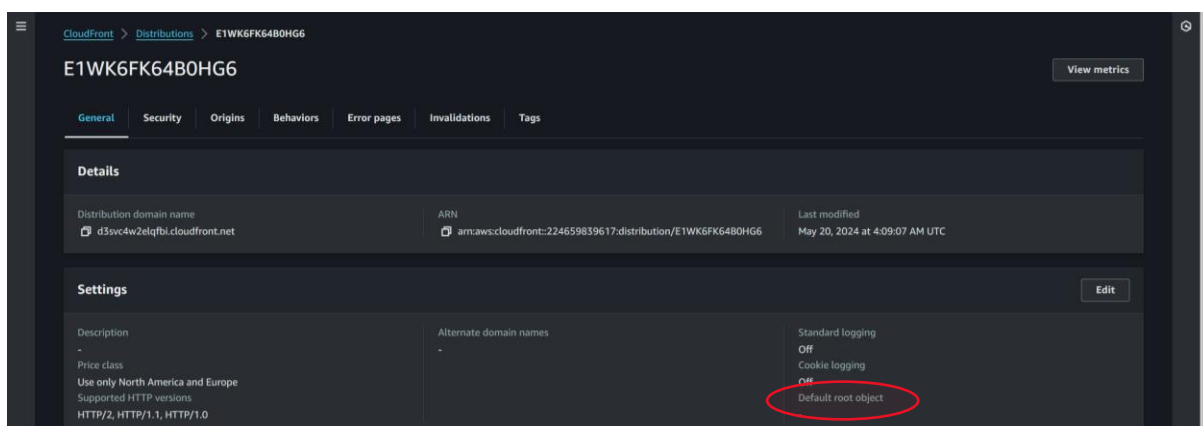 CloudFront > Distributions > E1WK6FK64B0HG6
E1WK6FK64B0HG6
View metrics
General Security Origins Behaviors Error pages Invalidations Tags
Details
Distribution domain name
d3svc4w2elqfbi.cloudfront.net
ARN
arn:aws:cloudfront::224659839617:distribution/E1WK6FK64B0HG6
Last modified
May 20, 2024 at 4:09:07 AM UTC
Settings
Edit
Description
-
Price class
Use only North America and Europe
Supported HTTP versions
HTTP/2, HTTP/1.1, HTTP/1.0
Alternate domain names
-
Standard logging
Off
Cookie logging
Off
Default root object
-